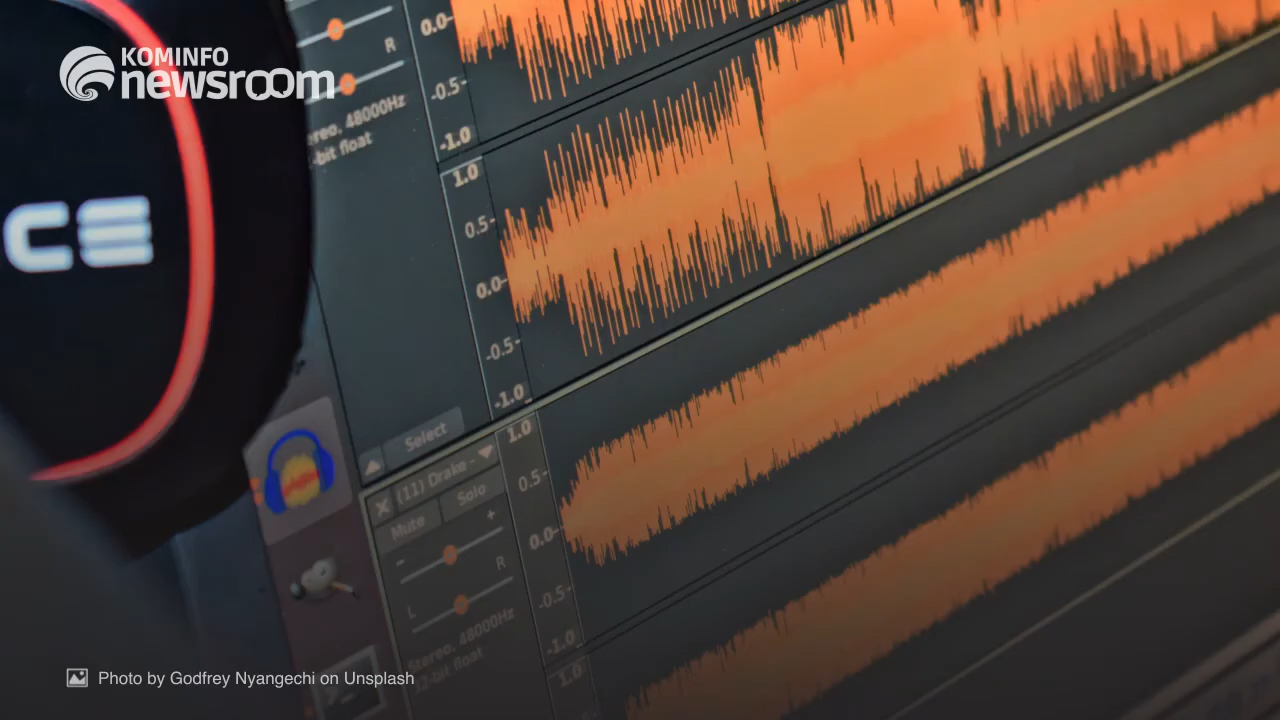 KOMINFO
newsroom
CE
R
0.0
-0.5-
-1.0
48000Hz
-bit float
1.0
0.5-
0.0-
-0.5-
-1.0
Select
(11) Drake -
Mute
Solo
-
+
R
L
Stereo, 48000Hz
32-bit float
1.0
0.5-
0.0-
-0.5-
-1.0
1.0
Photo by Godfrey Nyangechi on Unsplash